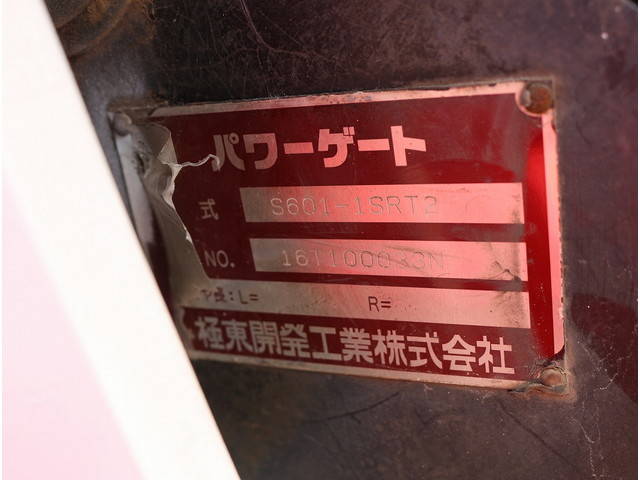 パワーゲート
式 S601-1SRT2
NO.
L= R=
極東開発工業株式会社